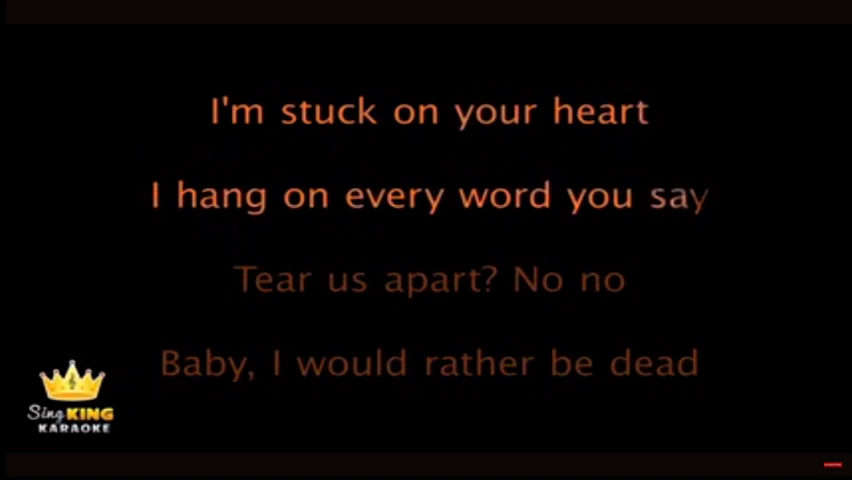 I'm stuck on your heart
I hang on every word you say
Tear us apart? No no
Baby, I would rather be dead
Sing KING
KARAOKE